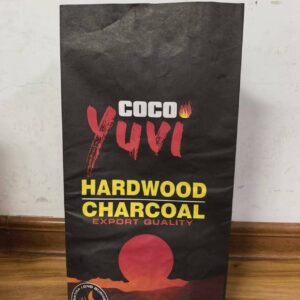 COCO
Yuvi
HARDWOOD
CHARCOAL
EXPORT QUALITY